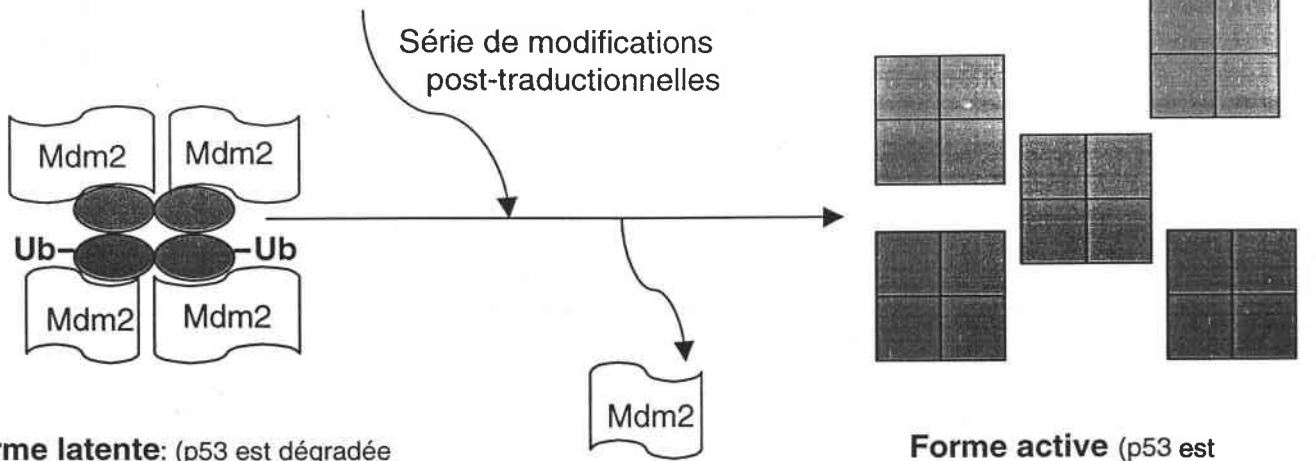 Série de modifications
post-traductionnelles
Mdm2 Mdm2
Ub Ub
Mdm2 Mdm2
Mdm2
rme latente: (p53 est dégradée
Forme active (p53 est